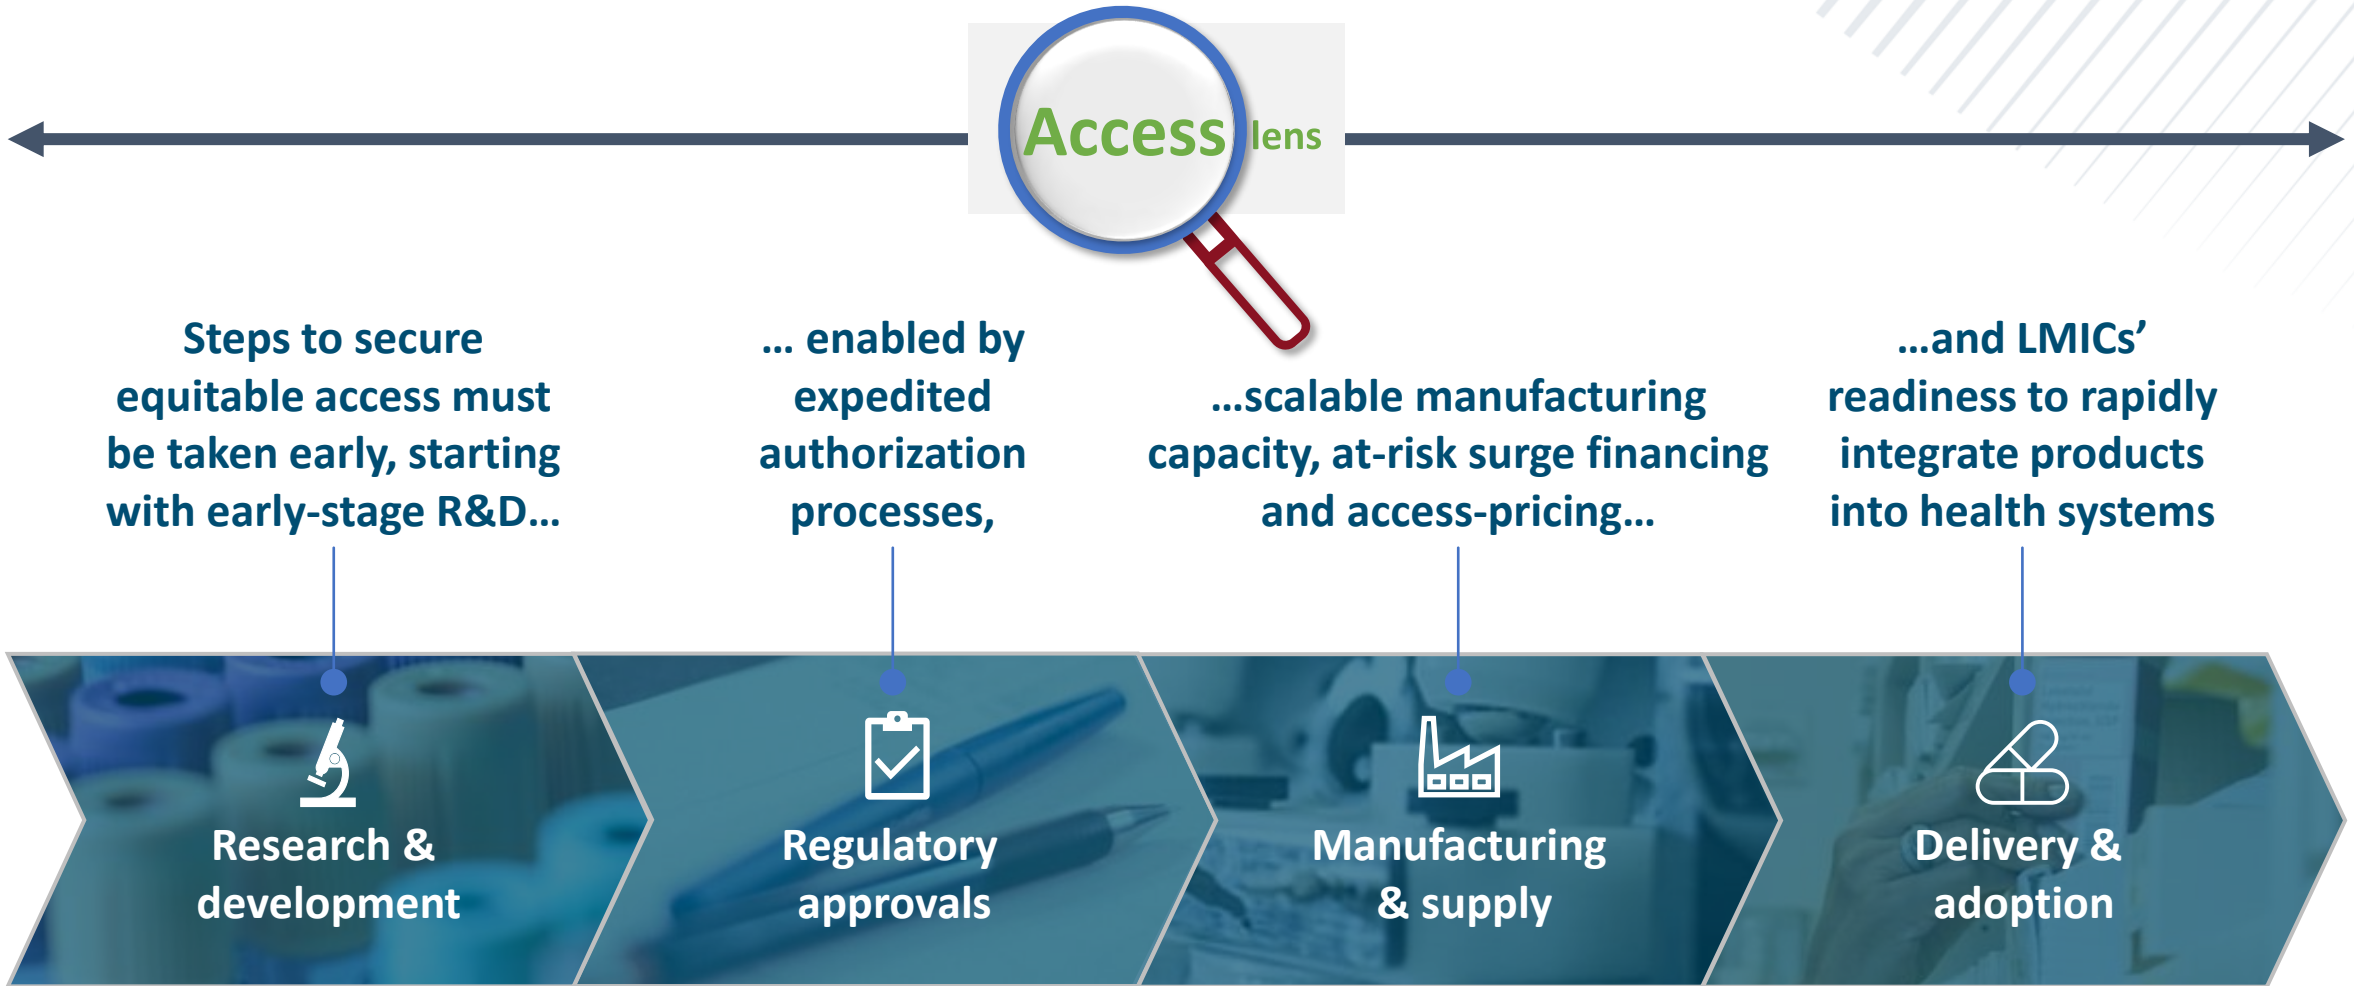 Access lens
Steps to secure
equitable access must
be taken early, starting
with early-stage R&D...
... enabled by
expedited
authorization
processes,
...scalable manufacturing
capacity, at-risk surge financing
and access-pricing...
...and LMICs’
readiness to rapidly
integrate products
into health systems
Research &
development
Regulatory
approvals
Manufacturing
& supply
Delivery &
adoption